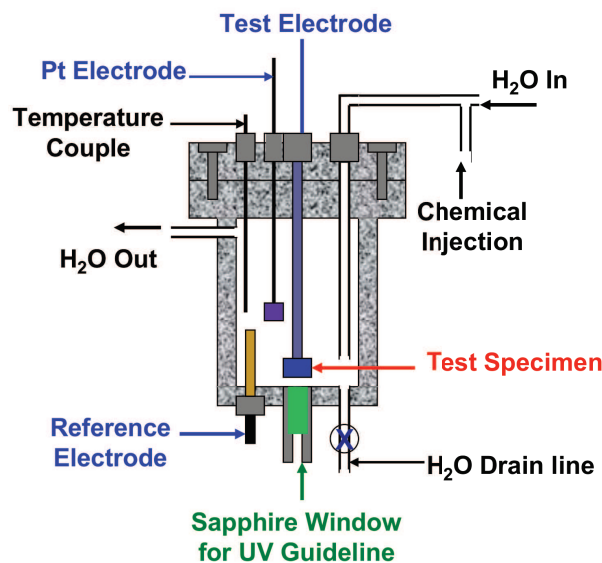 Test Electrode
Pt Electrode
H₂O In
Temperature
Couple
Chemical
Injection
H₂O Out
Test Specimen
Reference
Electrode
H₂O Drain line
Sapphire Window
for UV Guideline